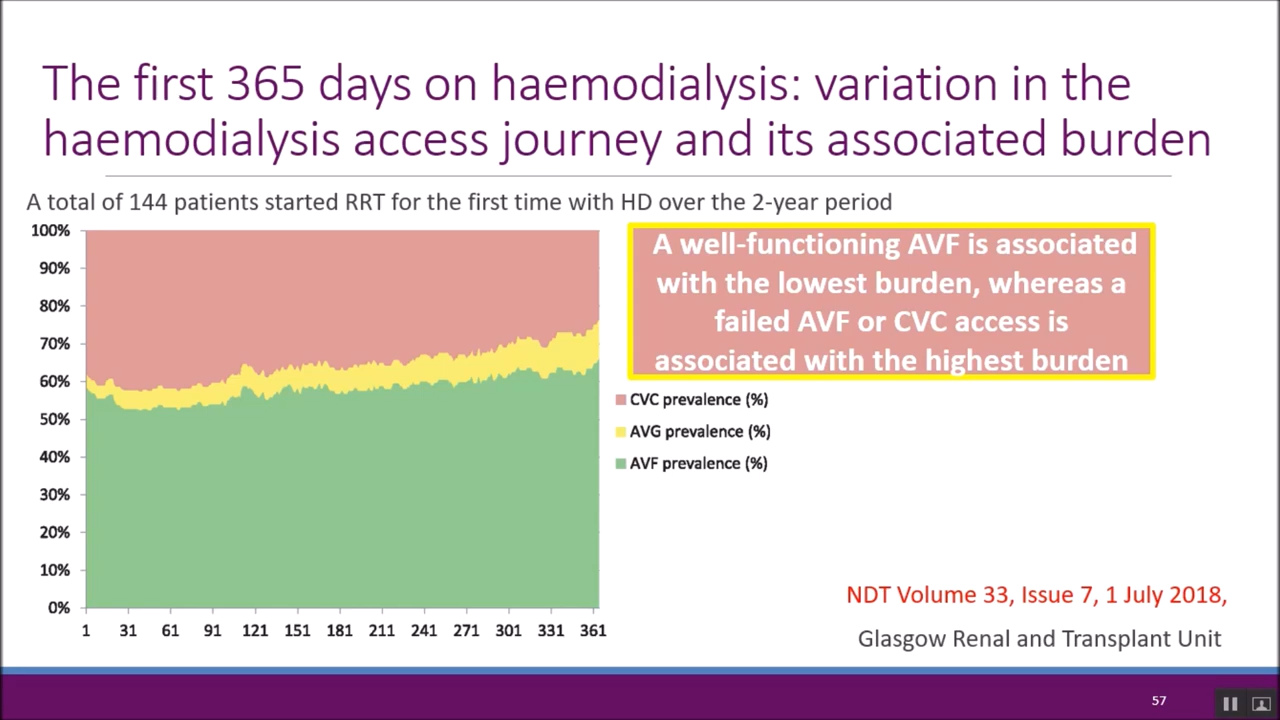 The first 365 days on haemodialysis: variation in the
haemodialysis access journey and its associated burden
A total of 144 patients started RRT for the first time with HD over the 2-year period
100%
90%
80%
70%
60%
50%
40%
30%
20%
10%
0%
1 31 61 91 121 151 181 211 241 271 301 331 361
A well-functioning AVF is associated
with the lowest burden, whereas a
failed AVF or CVC access is
associated with the highest burden
CVC prevalence (%)
AVG prevalence (%)
AVF prevalence (%)
NDT Volume 33, Issue 7, 1 July 2018,
Glasgow Renal and Transplant Unit
57